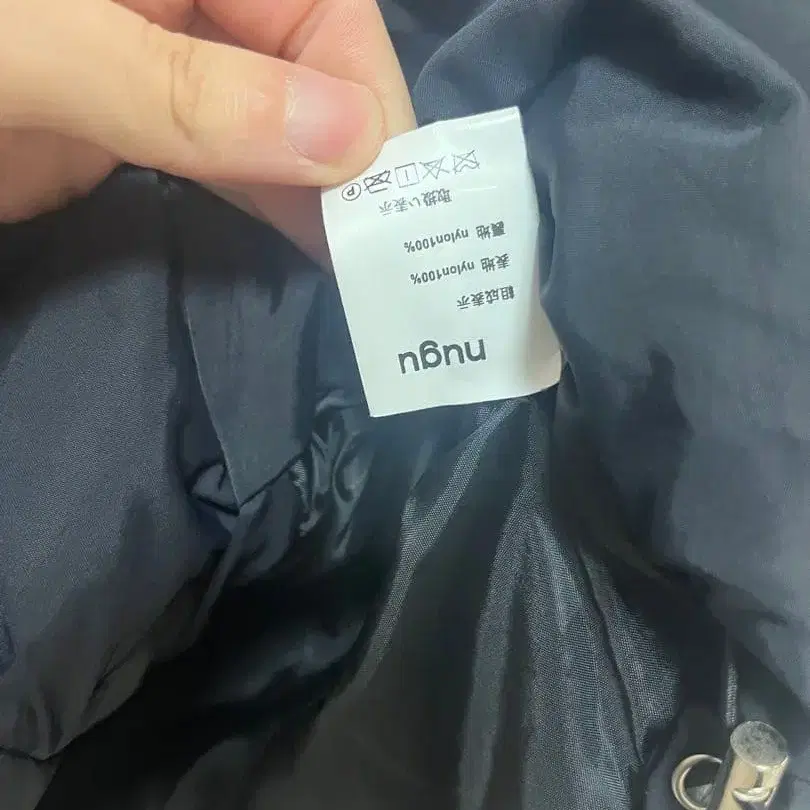 nugu
組成表示
表地 nylon100%
裏地 nylon100%
取扱い表示
P